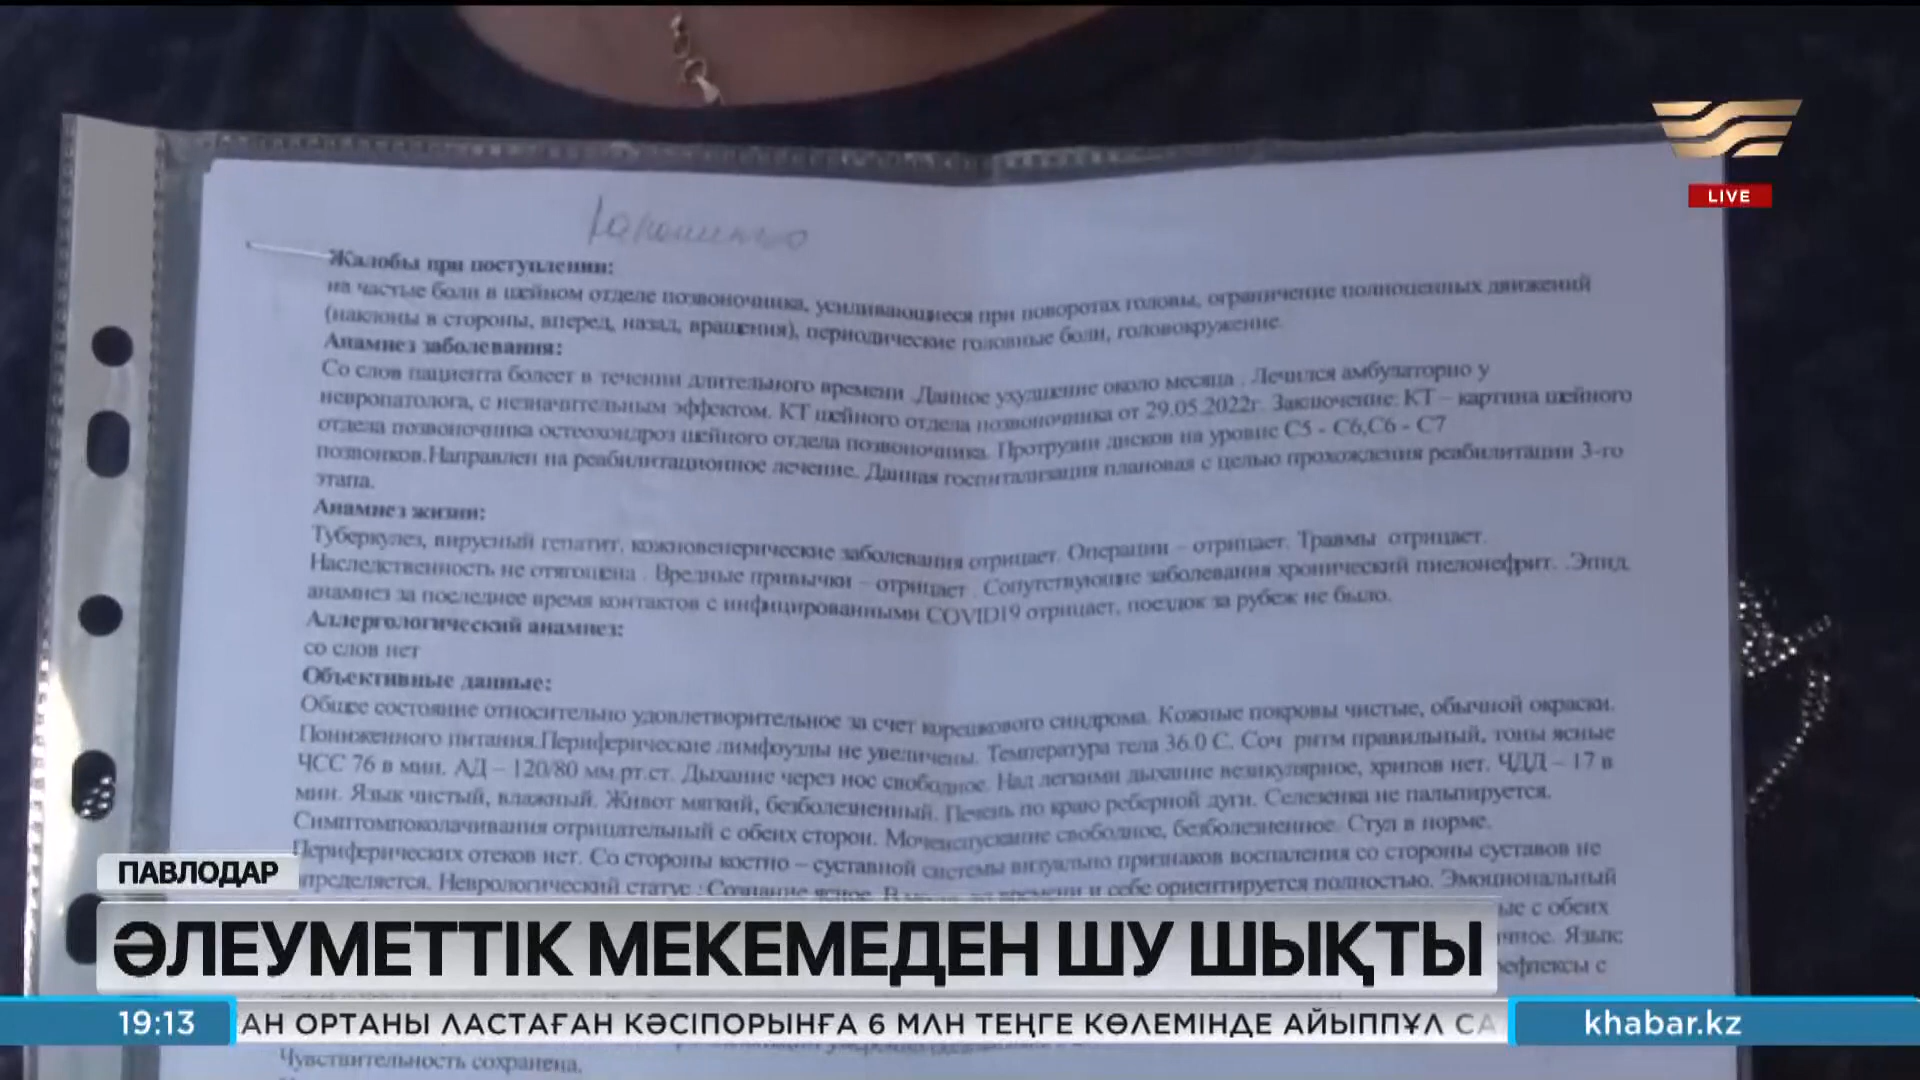 LIVE
Жалобы при поступлении:
на частые боли в шейном отделе позвоночника, усиливающиеся при поворотах головы, ограничение полноценных движений
(наклоны в стороны, вперед, назад, вращения), периодические головные боли, головокружение.
Анамнез заболевания:
Со слов пациента болеет в течении длительного времени .Данное ухудшение около месяца . Лечился амбулаторно у
невропатолога, с незначительным эффектом. КТ шейного отдела позвоночника от 29.05.2022г. Заключение: КТ – картина шейного
отдела позвоночника остеохондроз шейного отдела позвоночника. Протрузии дисков на уровне С5 - С6,С6 - С7
позвонков.Направлен на реабилитационное лечение. Данная госпитализация плановая с целью прохождения реабилитации 3-го
этапа.
Анамнез жизни:
Туберкулез, вирусный гепатит, кожновенерические заболевания отрицает. Операции – отрицает. Травмы отрицает.
Наследственность не отягощена . Вредные привычки – отрицает . Сопутствующие заболевания хронический пиелонефрит. .Эпид.
анамнез за последнее время контактов с инфицированными COVID19 отрицает, поездок за рубеж не было.
Аллергологический анамнез:
со слов нет
Объективные данные:
Общее состояние относительно удовлетворительное за счет корешкового синдрома. Кожные покровы чистые, обычной окраски.
Пониженного питания.Периферические лимфоузлы не увеличены. Температура тела 36.0 С. Соч ритм правильный, тоны ясные
ЧСС 76 в мин. АД – 120/80 мм.рт.ст. Дыхание через нос свободное. Над легкими дыхание везикулярное, хрипов нет. ЧДД – 17 в
мин. Язык чистый, влажный. Живот мягкий, безболезненный. Печень по краю реберной дуги. Селезенка не пальпируется.
Симптомпоколачивания отрицательный с обеих сторон. Мочеиспускание свободное, безболезненное. Стул в норме.
Периферических отеков нет. Со стороны костно – суставной системы визуально признаков воспаления со стороны суставов не
определяется. Неврологический статус : Сознание ясное. В и себе ориентируется полностью. Эмоциональный
с обеих
Язык
с
Чувствительность сохранена.
ПАВЛОДАР
ӘЛЕУМЕТТІК МЕКЕМЕДЕН ШУ ШЫҚТЫ
19:13 АН ОРТАНЫ ЛАСТАҒАН КӘСІПОРЫНҒА 6 МЛН ТЕҢГЕ КӨЛЕМІНДЕ АЙЫППҰЛ СА khabar.kz